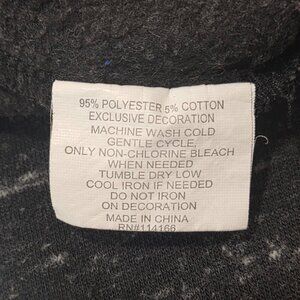 95% POLYESTER 5% COTTON
EXCLUSIVE DECORATION
MACHINE WASH COLD
GENTLE CYCLE,
ONLY NON-CHLORINE BLEACH
WHEN NEEDED
TUMBLE DRY LOW
COOL IRON IF NEEDED
DO NOT IRON
ON DECORATION
MADE IN CHINA
RN#114166